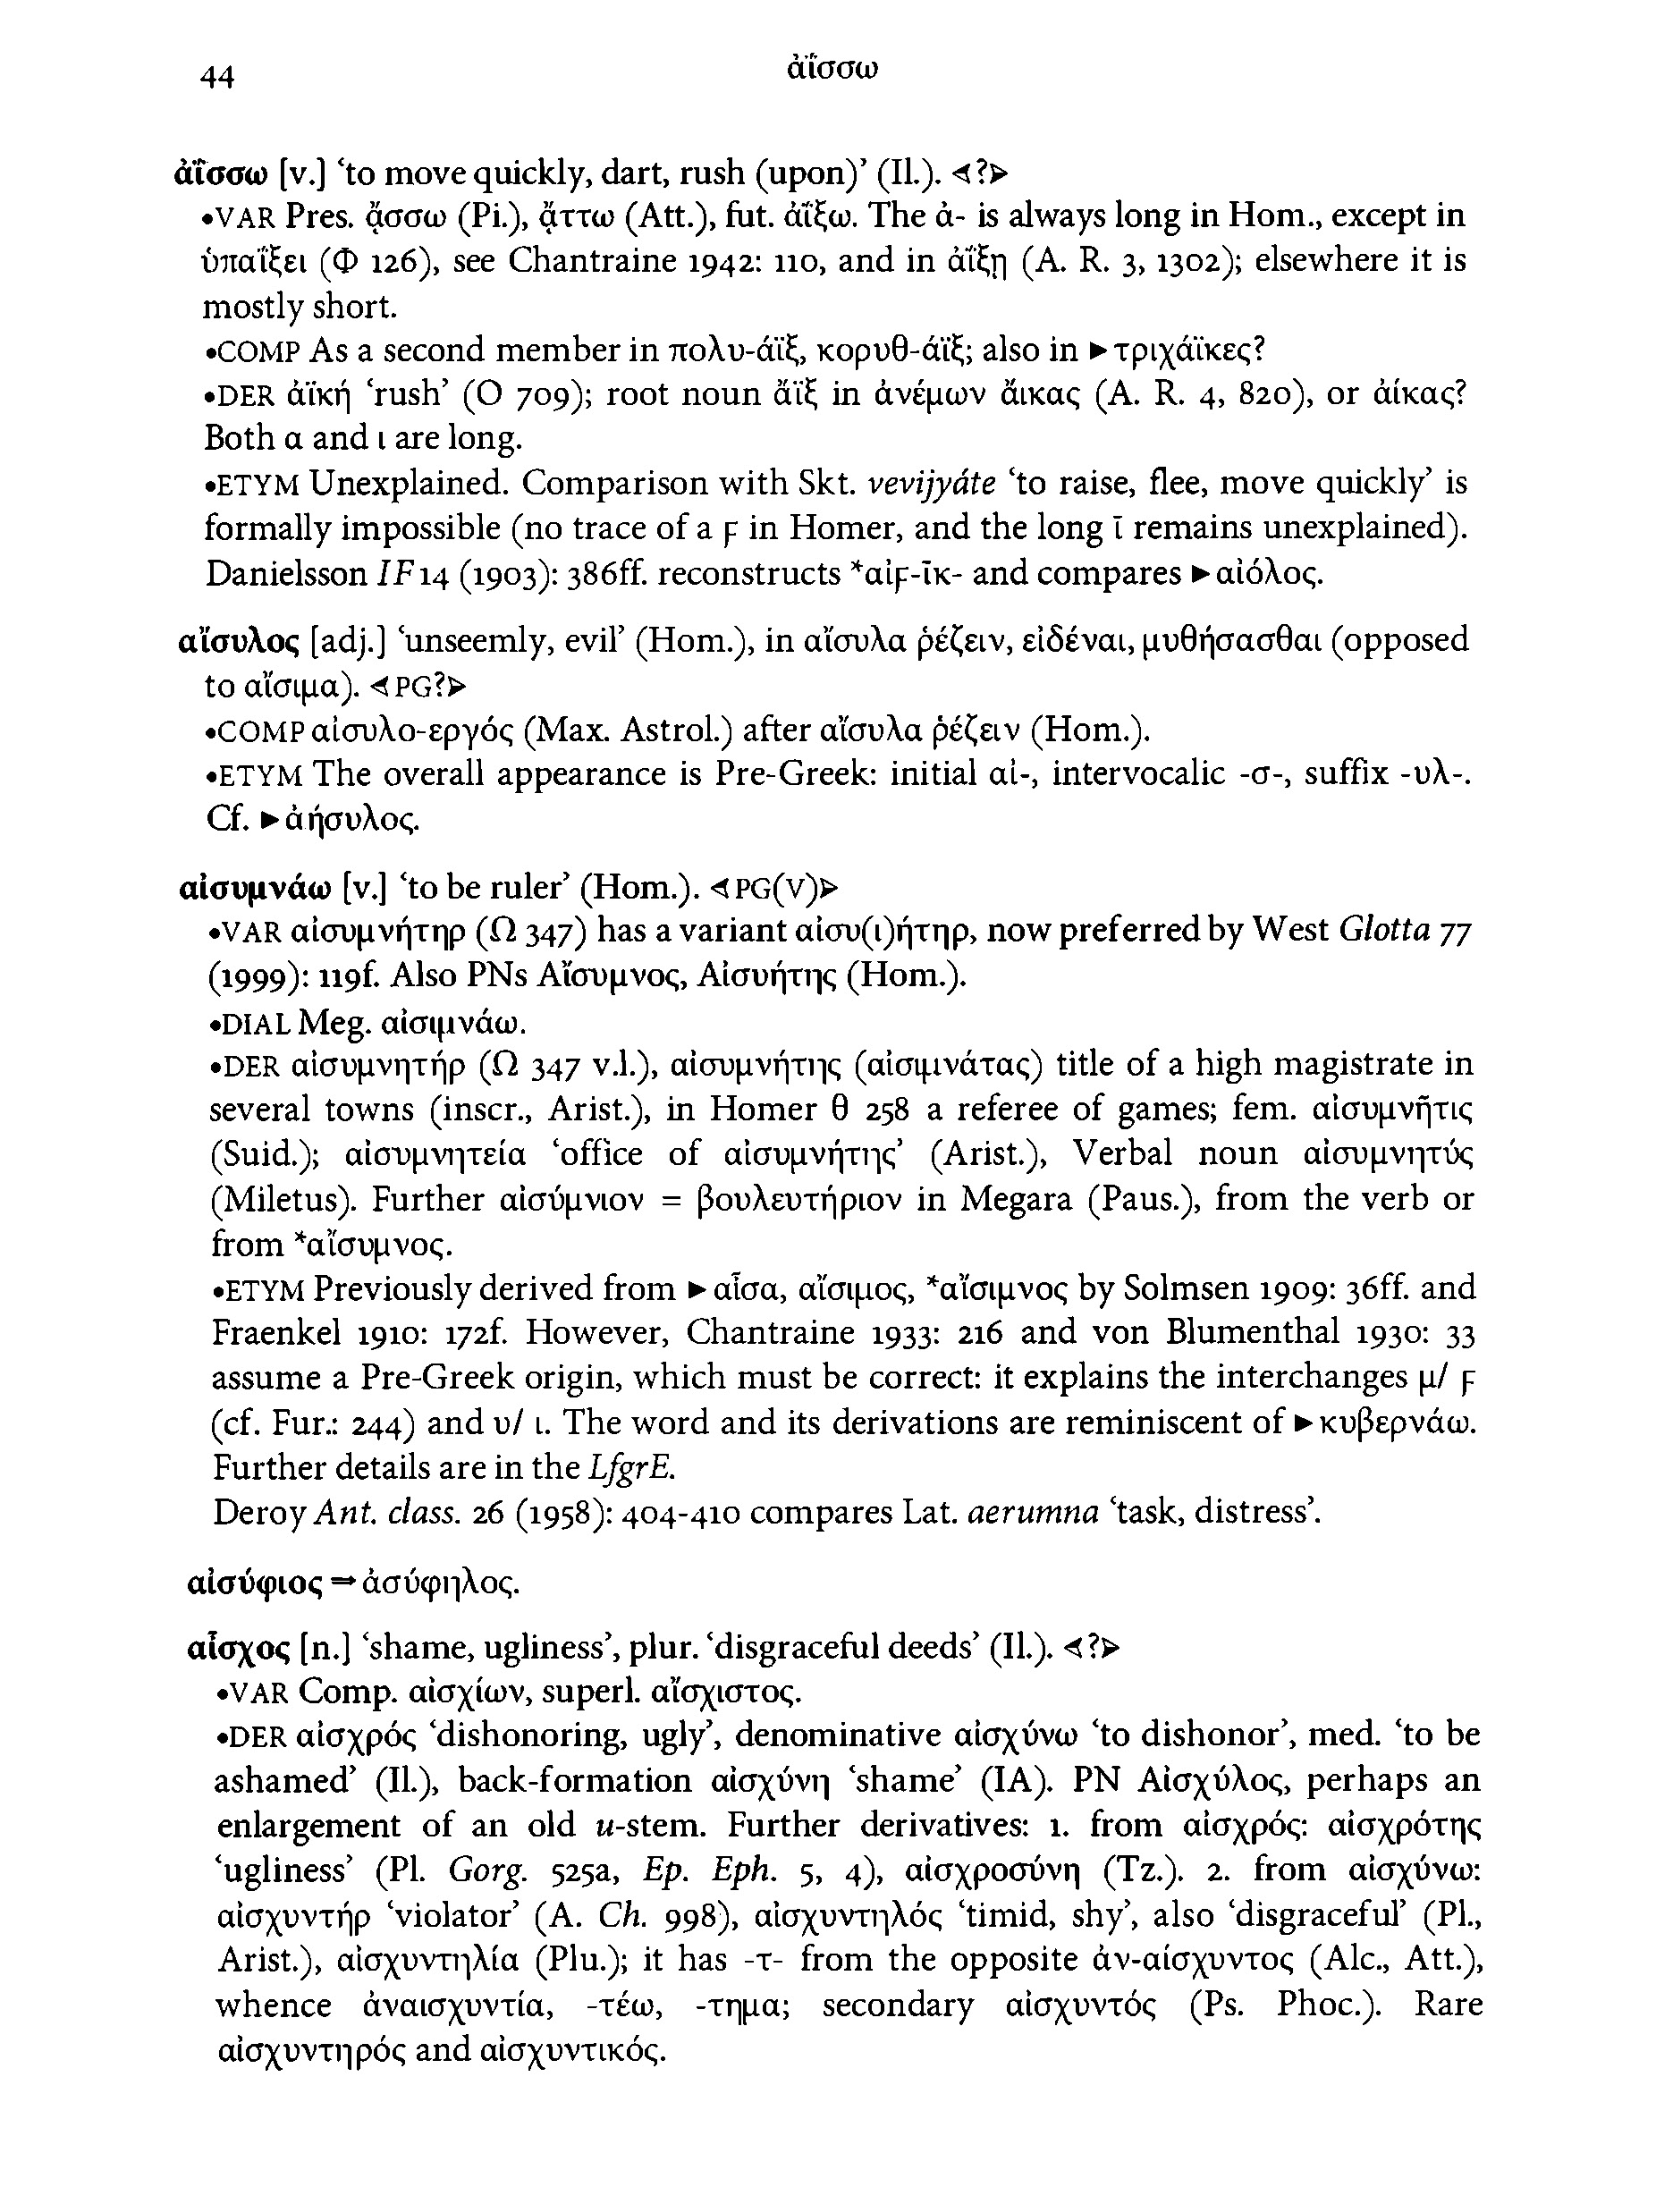 44
ἀΐσσω
ἀΐσσω [v.] ‘to move quickly, dart, rush (upon)’ (Il.). ⊲?⊳
•VAR Pres. ᾄσσω (Pi.), ᾄττω (Att.), fut. ἀΐξω. The ἀ- is always long in Hom., except in
ὑπαΐξει (Φ 126), see Chantraine 1942: 110, and in ἀΐξῃ (A. R. 3, 1302); elsewhere it is
mostly short.
•COMP As a second member in πολυ-άϊξ, κορυθ-άϊξ; also in ►τριχάϊκες?
•DER ἀϊκή ‘rush’ (Ο 709); root noun ἄϊξ in ἀνέμων ἄικας (A. R. 4, 820), or ἀίκας?
Both α and ι are long.
•ETYM Unexplained. Comparison with Skt. vevijyáte ‘to raise, flee, move quickly’ is
formally impossible (no trace of a ϝ in Homer, and the long ῑ remains unexplained).
Danielsson IF 14 (1903): 386ff. reconstructs *αἰϝ-ῑκ- and compares ►αἰόλος.
αἴσυλος [adj.] ‘unseemly, evil’ (Hom.), in αἴσυλα ῥέζειν, εἰδέναι, μυθήσασθαι (opposed
to αἴσιμα). ⊲PG?⊳
•COMP αἰσυλο-εργός (Max. Astrol.) after αἴσυλα ῥέζειν (Hom.).
•ETYM The overall appearance is Pre-Greek: initial αἰ-, intervocalic -σ-, suffix -υλ-.
Cf. ►ἀήσυλος.
αἰσυμνάω [v.] ‘to be ruler’ (Hom.). ⊲PG(V)⊳
•VAR αἰσυμνήτηρ (Ω 347) has a variant αἰσυ(ι)ήτηρ, now preferred by West Glotta 77
(1999): 119f. Also PNs Αἴσυμνος, Αἰσυήτης (Hom.).
•DIAL Meg. αἰσιμνάω.
•DER αἰσυμνητήρ (Ω 347 v.l.), αἰσυμνήτης (αἰσιμνάτας) title of a high magistrate in
several towns (inscr., Arist.), in Homer θ 258 a referee of games; fem. αἰσυμνῆτις
(Suid.); αἰσυμνητεία ‘office of αἰσυμνήτης’ (Arist.), Verbal noun αἰσυμνητύς
(Miletus). Further αἰσύμνιον = βουλευτήριον in Megara (Paus.), from the verb or
from *αἴσυμνος.
•ETYM Previously derived from ►αἶσα, αἴσιμος, *αἴσιμνος by Solmsen 1909: 36ff. and
Fraenkel 1910: 172f. However, Chantraine 1933: 216 and von Blumenthal 1930: 33
assume a Pre-Greek origin, which must be correct: it explains the interchanges μ/ ϝ
(cf. Fur.: 244) and υ/ ι. The word and its derivations are reminiscent of ►κυβερνάω.
Further details are in the LfgrE.
Deroy Ant. class. 26 (1958): 404-410 compares Lat. aerumna ‘task, distress’.
αἰσύφιος ⇒ ἀσύφηλος.
αἶσχος [n.] ‘shame, ugliness’, plur. ‘disgraceful deeds’ (Il.). ⊲?⊳
•VAR Comp. αἰσχίων, superl. αἴσχιστος.
•DER αἰσχρός ‘dishonoring, ugly’, denominative αἰσχύνω ‘to dishonor’, med. ‘to be
ashamed’ (Il.), back-formation αἰσχύνη ‘shame’ (IA). PN Αἰσχύλος, perhaps an
enlargement of an old u-stem. Further derivatives: 1. from αἰσχρός: αἰσχρότης
‘ugliness’ (Pl. Gorg. 525a, Ep. Eph. 5, 4), αἰσχροσύνη (Tz.). 2. from αἰσχύνω:
αἰσχυντήρ ‘violator’ (A. Ch. 998), αἰσχυντηλός ‘timid, shy’, also ‘disgraceful’ (Pl.,
Arist.), αἰσχυντηλία (Plu.); it has -τ- from the opposite ἀν-αίσχυντος (Alc., Att.),
whence ἀναισχυντία, -τέω, -τημα; secondary αἰσχυντός (Ps. Phoc.). Rare
αἰσχυντηρός and αἰσχυντικός.